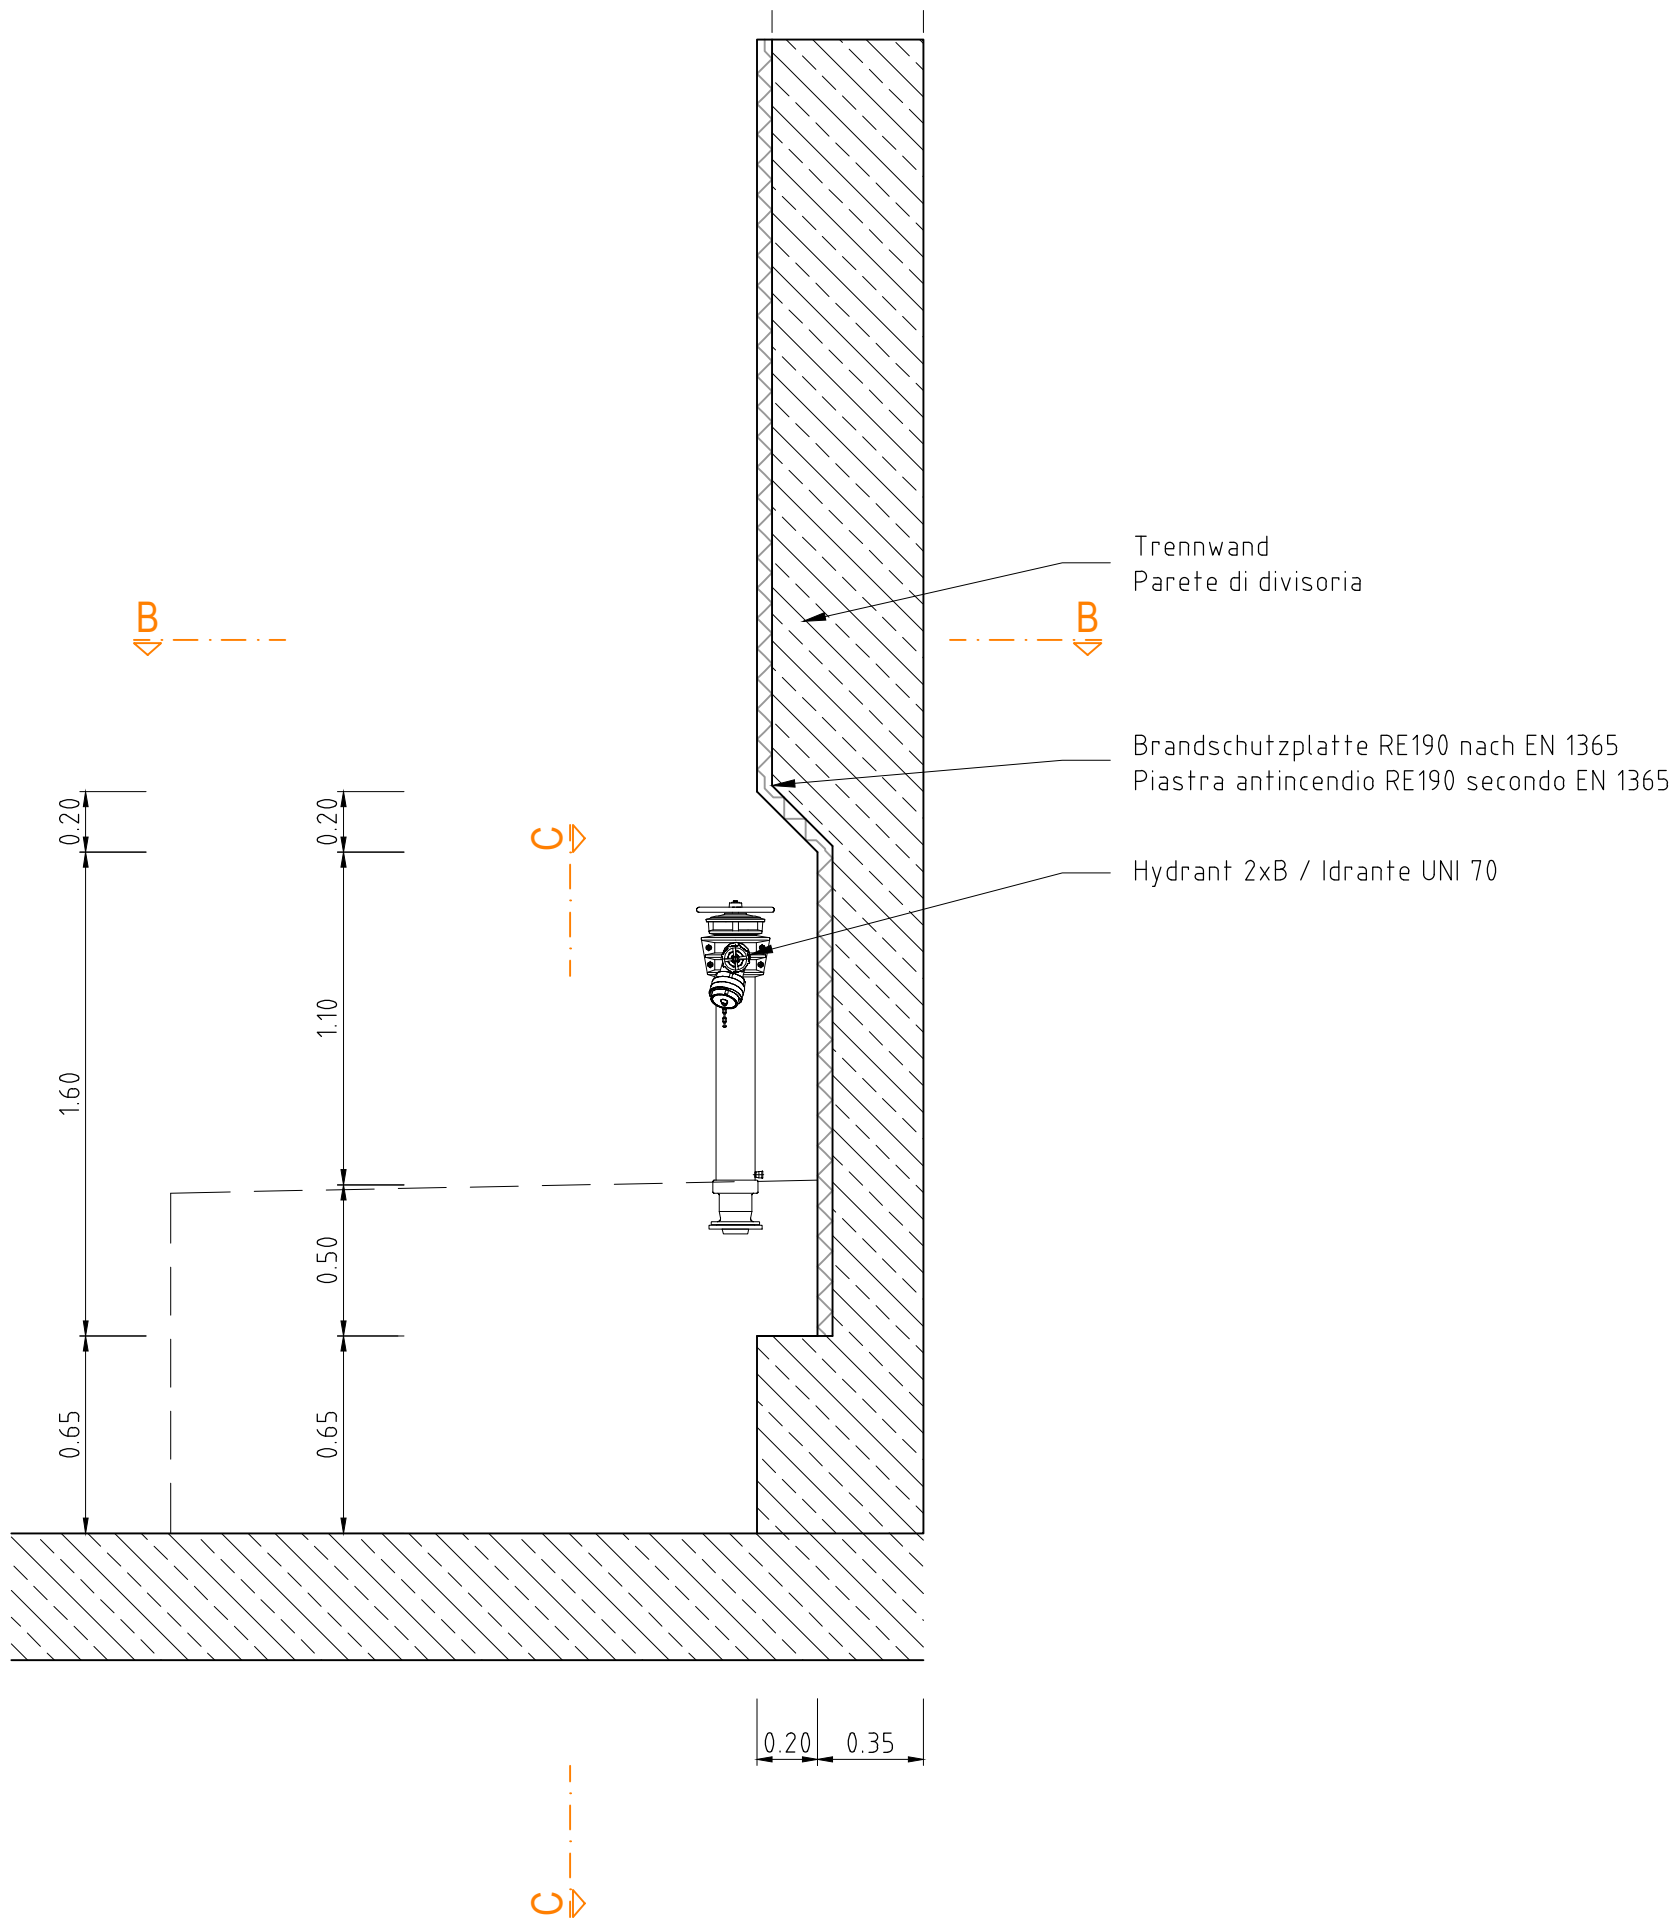 Trennwand
Parete di divisoria
B
B
Brandschutzplatte RE190 nach EN 1365
Piastra antincendio RE190 secondo EN 1365
0.20
0.20
C
Hydrant 2xB / Idrante UNI 70
1.10
1.60
0.50
0.65
0.65
0.20
0.35
C